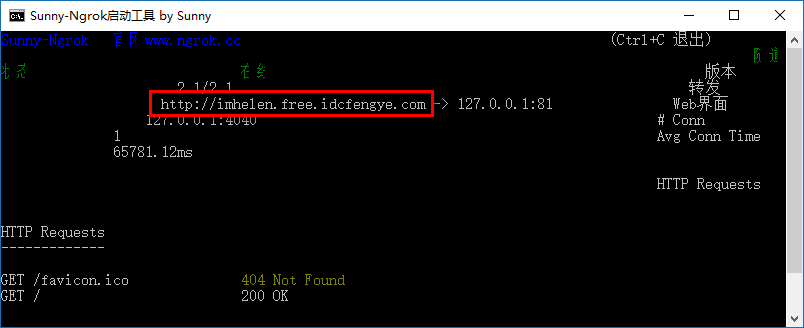 Sunny-Ngrok启动工具 by Sunny
Sunny-Ngrok 官网 www.ngrok.cc (Ctrl+C 退出)
隧道
状态 在线 版本
2.1/2.1 转发
http://imhelen.free.idcfengye.com -> 127.0.0.1:81 Web界面
127.0.0.1:4040 # Conn
1 Avg Conn Time
65781.12ms
HTTP Requests
HTTP Requests
-------------
GET /favicon.ico 404 Not Found
GET / 200 OK